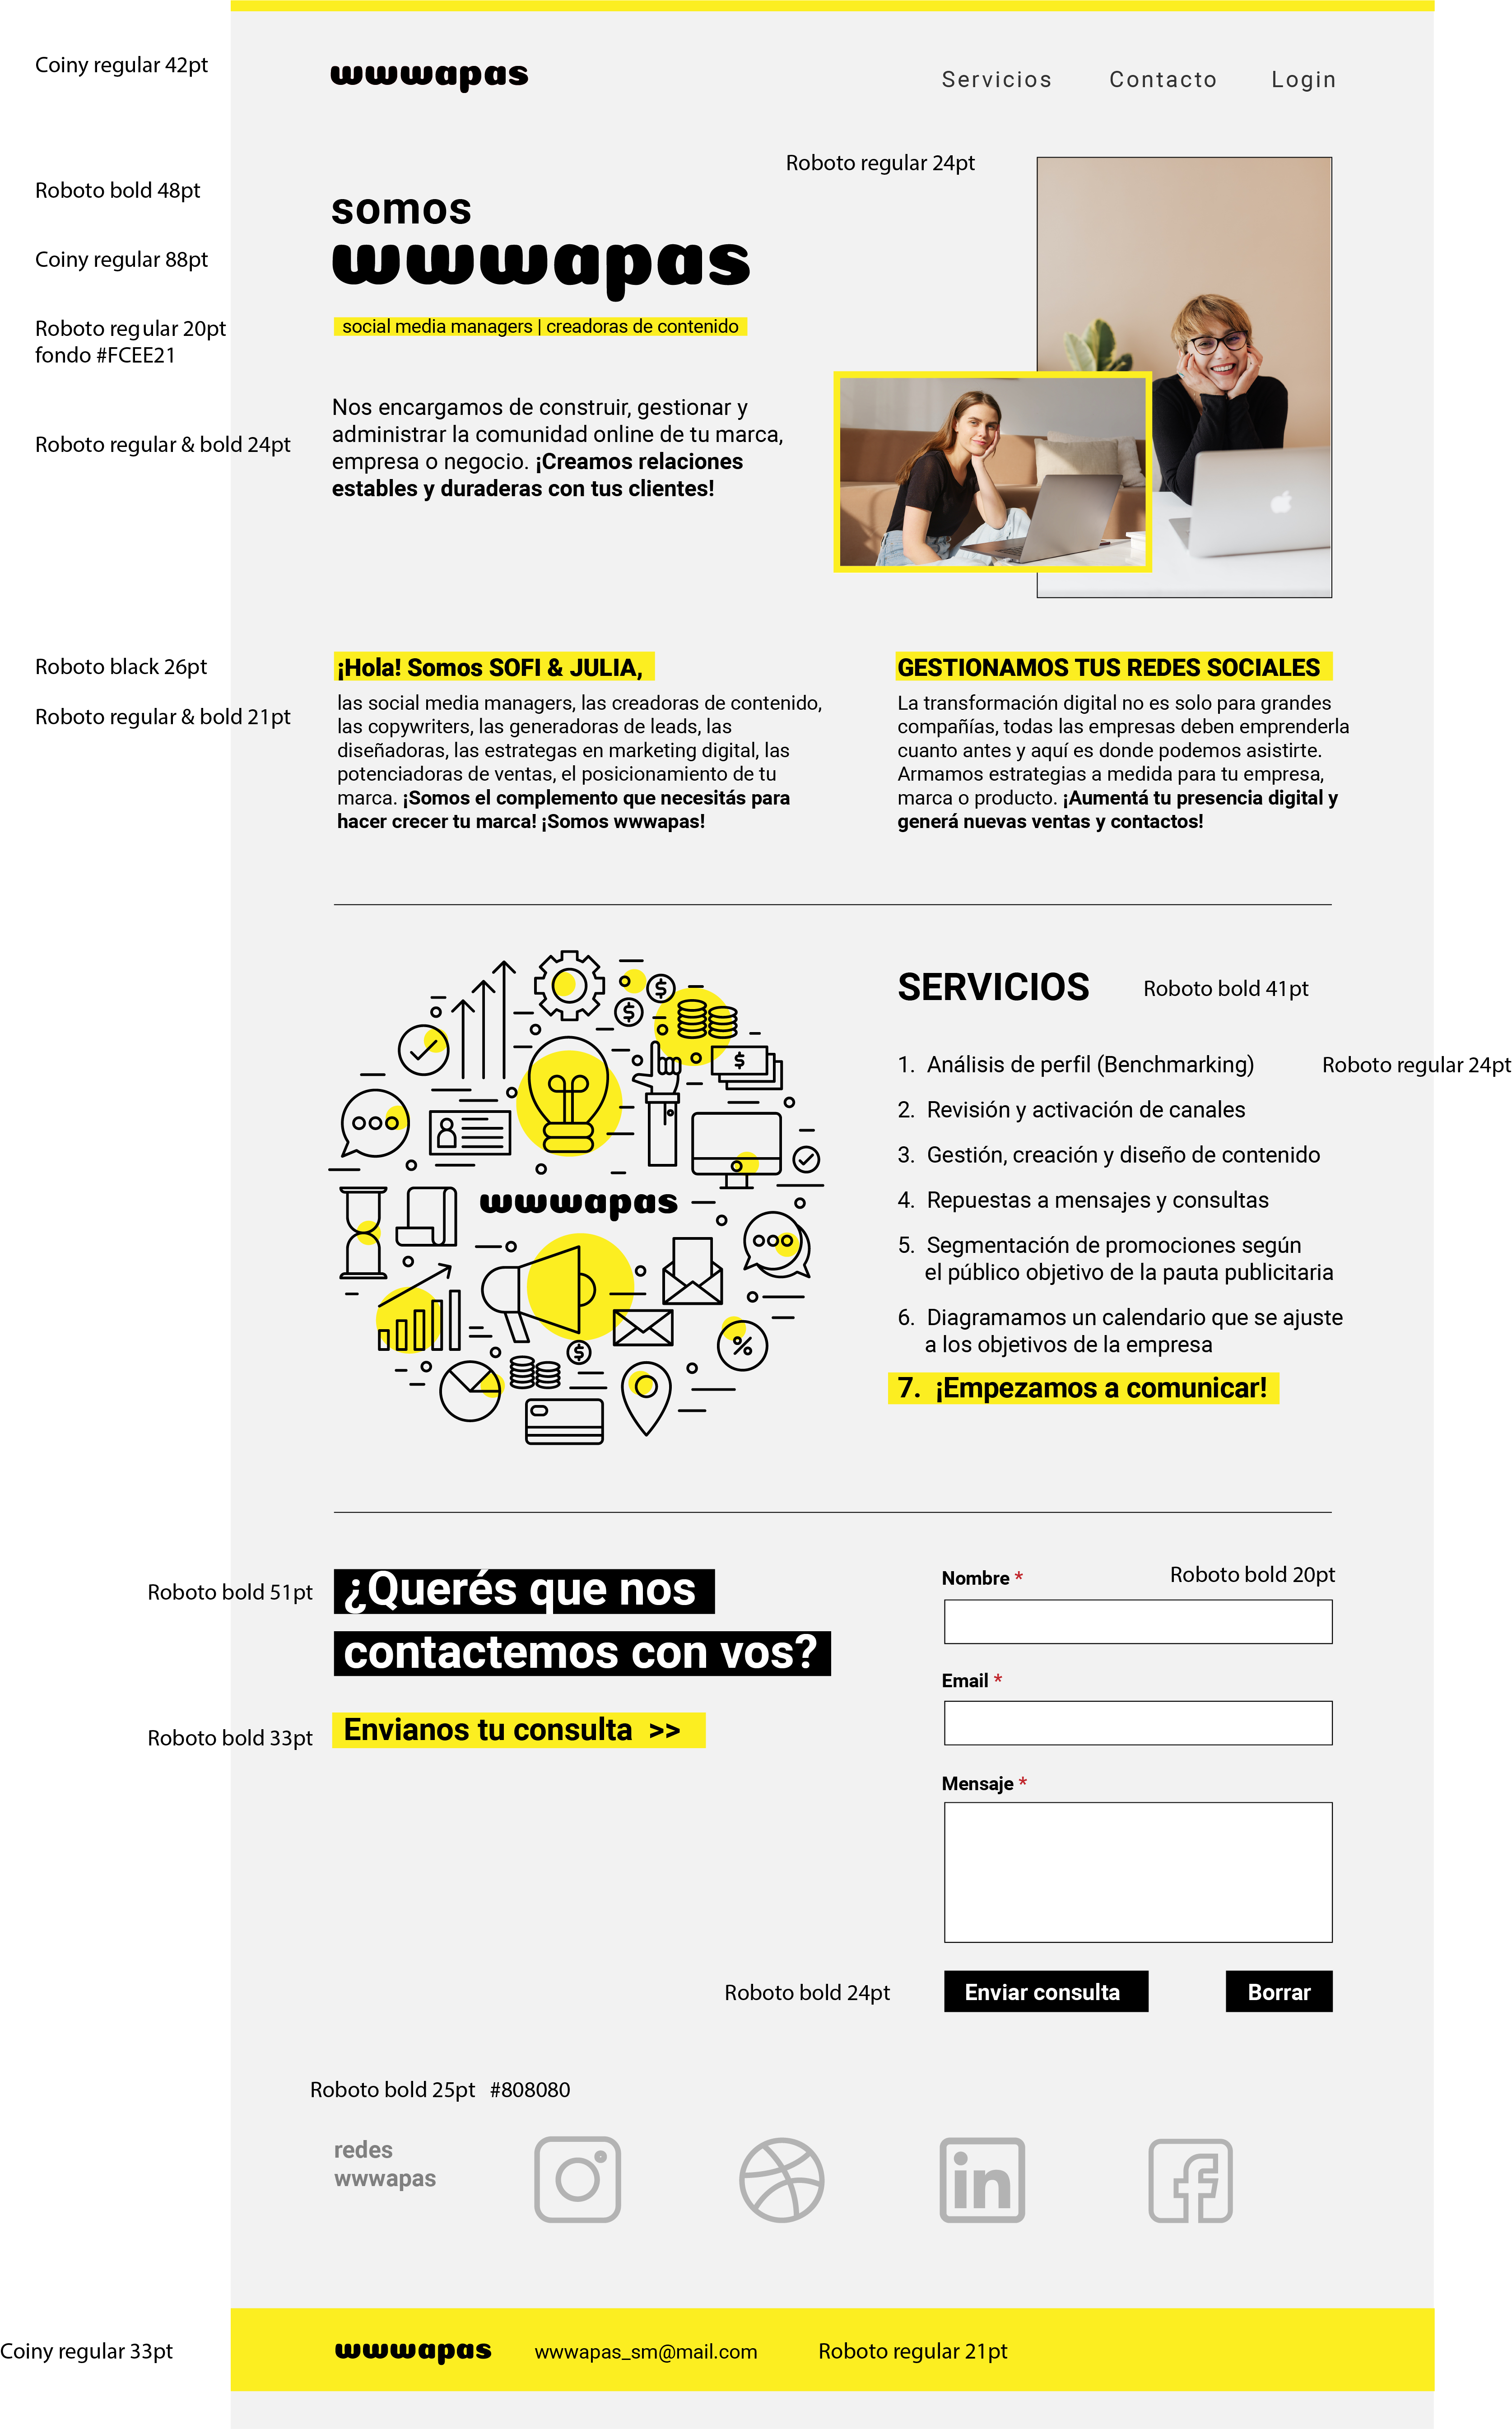 Coiny regular 42pt
wwwapas
Servicios
Contacto
Login
Roboto regular 24pt
Roboto bold 48pt
somos
Coiny regular 88pt
wwwapas
Roboto regular 20pt
fondo #FCEE21
social media managers | creadoras de contenido
Roboto regular & bold 24pt
Nos encargamos de construir, gestionar y
administrar la comunidad online de tu marca,
empresa o negocio. ¡Creamos relaciones
estables y duraderas con tus clientes!
Roboto black 26pt
¡Hola! Somos SOFI & JULIA,
Roboto regular & bold 21pt
las social media managers, las creadoras de contenido,
las copywriters, las generadoras de leads, las
diseñadoras, las estrategas en marketing digital, las
potenciadoras de ventas, el posicionamiento de tu
marca. ¡Somos el complemento que necesitás para
hacer crecer tu marca! ¡Somos wwwapas!
GESTIONAMOS TUS REDES SOCIALES
La transformación digital no es solo para grandes
compañías, todas las empresas deben emprenderla
cuanto antes y aquí es donde podemos asistirte.
Armamos estrategias a medida para tu empresa,
marca o producto. ¡Aumentá tu presencia digital y
generá nuevas ventas y contactos!
$
$
$
wwwapas
%
$
SERVICIOS
Roboto bold 41pt
1. Análisis de perfil (Benchmarking)
Roboto regular 24pt
2. Revisión y activación de canales
3. Gestión, creación y diseño de contenido
4. Repuestas a mensajes y consultas
5. Segmentación de promociones según
el público objetivo de la pauta publicitaria
6. Diagramamos un calendario que se ajuste
a los objetivos de la empresa
7. ¡Empezamos a comunicar!
Roboto bold 51pt
¿Querés que nos
contactemos con vos?
Roboto bold 33pt
Envianos tu consulta >>
Nombre *
Roboto bold 20pt
Email *
Mensaje *
Roboto bold 24pt
Enviar consulta
Borrar
Roboto bold 25pt #808080
redes
wwwapas
in
f
Coiny regular 33pt
wwwapas
wwwapas_sm@mail.com
Roboto regular 21pt